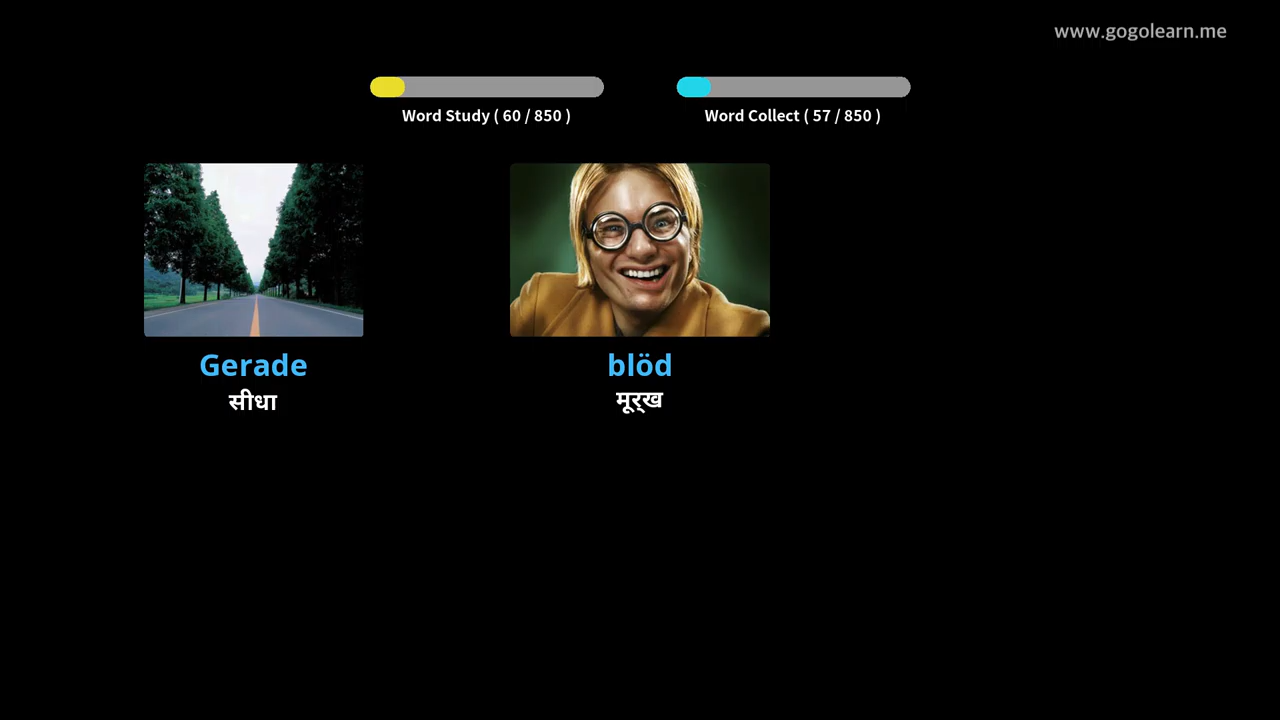 www.gogolearn.me
Word Study ( 60 / 850 )
Word Collect ( 57 / 850 )
Gerade
सीधा
blöd
मूर्ख